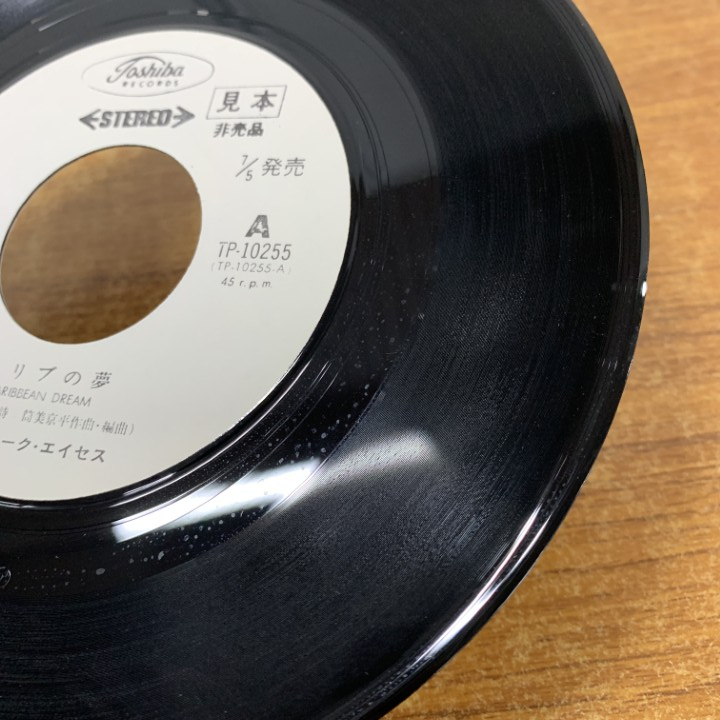 Toshiba
RECORDS
STEREO
見本
非売品
7/5 発売
A
TP-10255
(TP-10255-A)
45 r.p.m.
リブの夢
ARIBBEAN DREAM
詩 筒美京平作曲・編曲)
ーク・エイセス